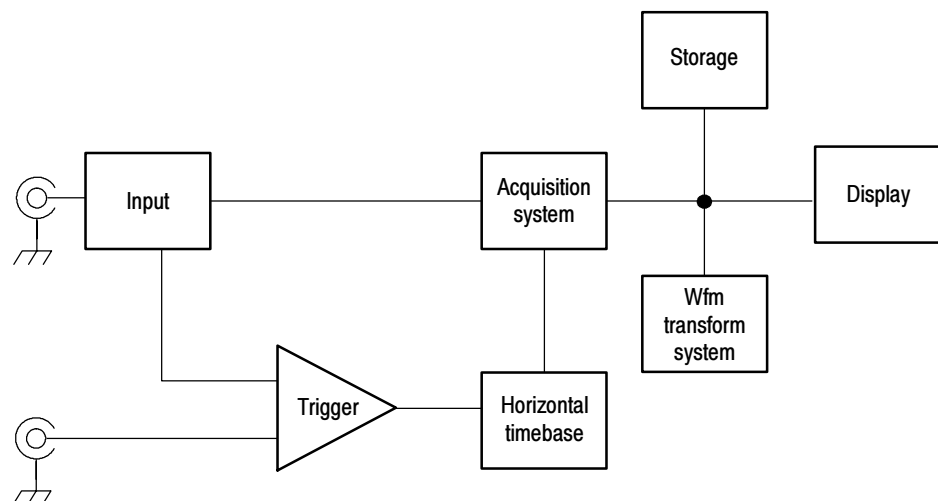 Storage
Input
Acquisition
system
Display
Wfm
transform
system
Trigger
Horizontal
timebase